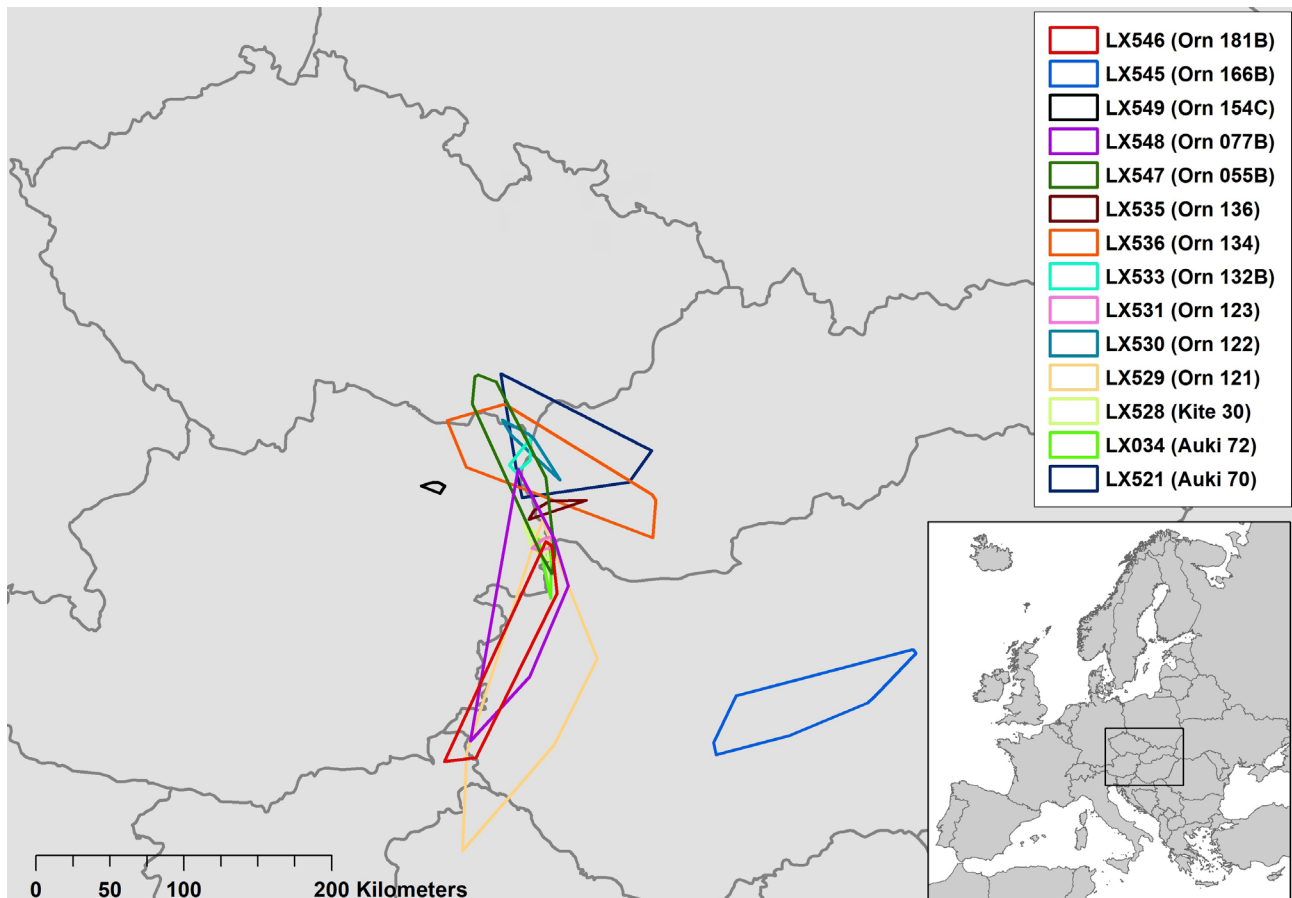 LX546 (Orn 181B)
LX545 (Orn 166B)
LX549 (Orn 154C)
LX548 (Orn 077B)
LX547 (Orn 055B)
LX535 (Orn 136)
LX536 (Orn 134)
LX533 (Orn 132B)
LX531 (Orn 123)
LX530 (Orn 122)
LX529 (Orn 121)
LX528 (Kite 30)
LX034 (Auki 72)
LX521 (Auki 70)
0 50 100 200 Kilometers